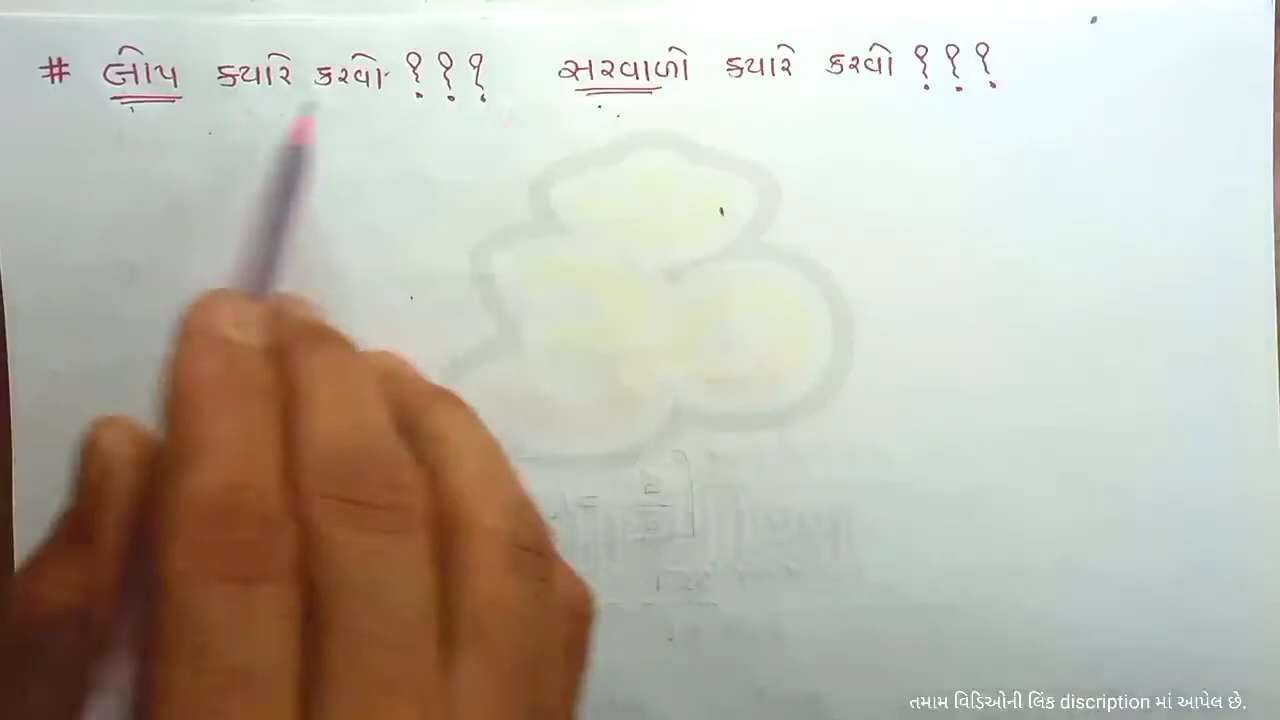 # લોપ ક્યારે કરવો ??? સરવાળો ક્યારે કરવો ???
તમામ વિડિઓની લિંક discription માં આપેલ છે.